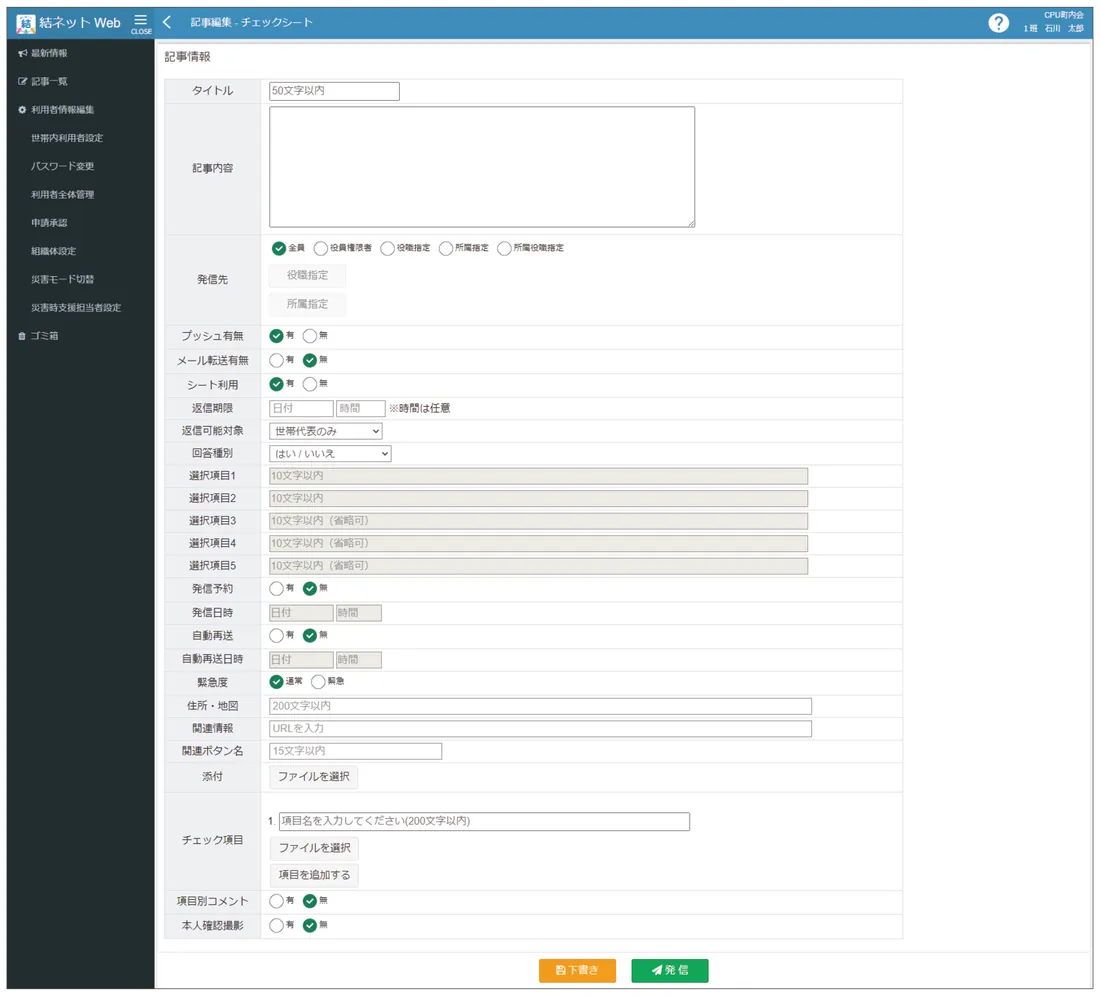 結 結ネット Web CLOSE 記事編集 - チェックシート ? CPU町内会
1班 石川 太郎
最新情報
記事一覧
利用者情報編集
世帯内利用者設定
パスワード変更
利用者全体管理
申請承認
組織体設定
災害モード切替
災害時支援担当者設定
ゴミ箱
記事情報
タイトル 50文字以内
記事内容
発信先 全員 役員権限者 役職指定 所属指定 所属役職指定
役職指定
所属指定
プッシュ有無 有 無
メール転送有無 有 無
シート利用 有 無
返信期限 日付 時間 ※時間は任意
返信可能対象 世帯代表のみ
回答種別 はい / いいえ
選択項目1 10文字以内
選択項目2 10文字以内
選択項目3 10文字以内（省略可）
選択項目4 10文字以内（省略可）
選択項目5 10文字以内（省略可）
発信予約 有 無
発信日時 日付 時間
自動再送 有 無
自動再送日時 日付 時間
緊急度 通常 緊急
住所・地図 200文字以内
関連情報 URLを入力
関連ボタン名 15文字以内
添付 ファイルを選択
チェック項目 1. 項目名を入力してください(200文字以内)
ファイルを選択
項目を追加する
項目別コメント 有 無
本人確認撮影 有 無
下書き 発信